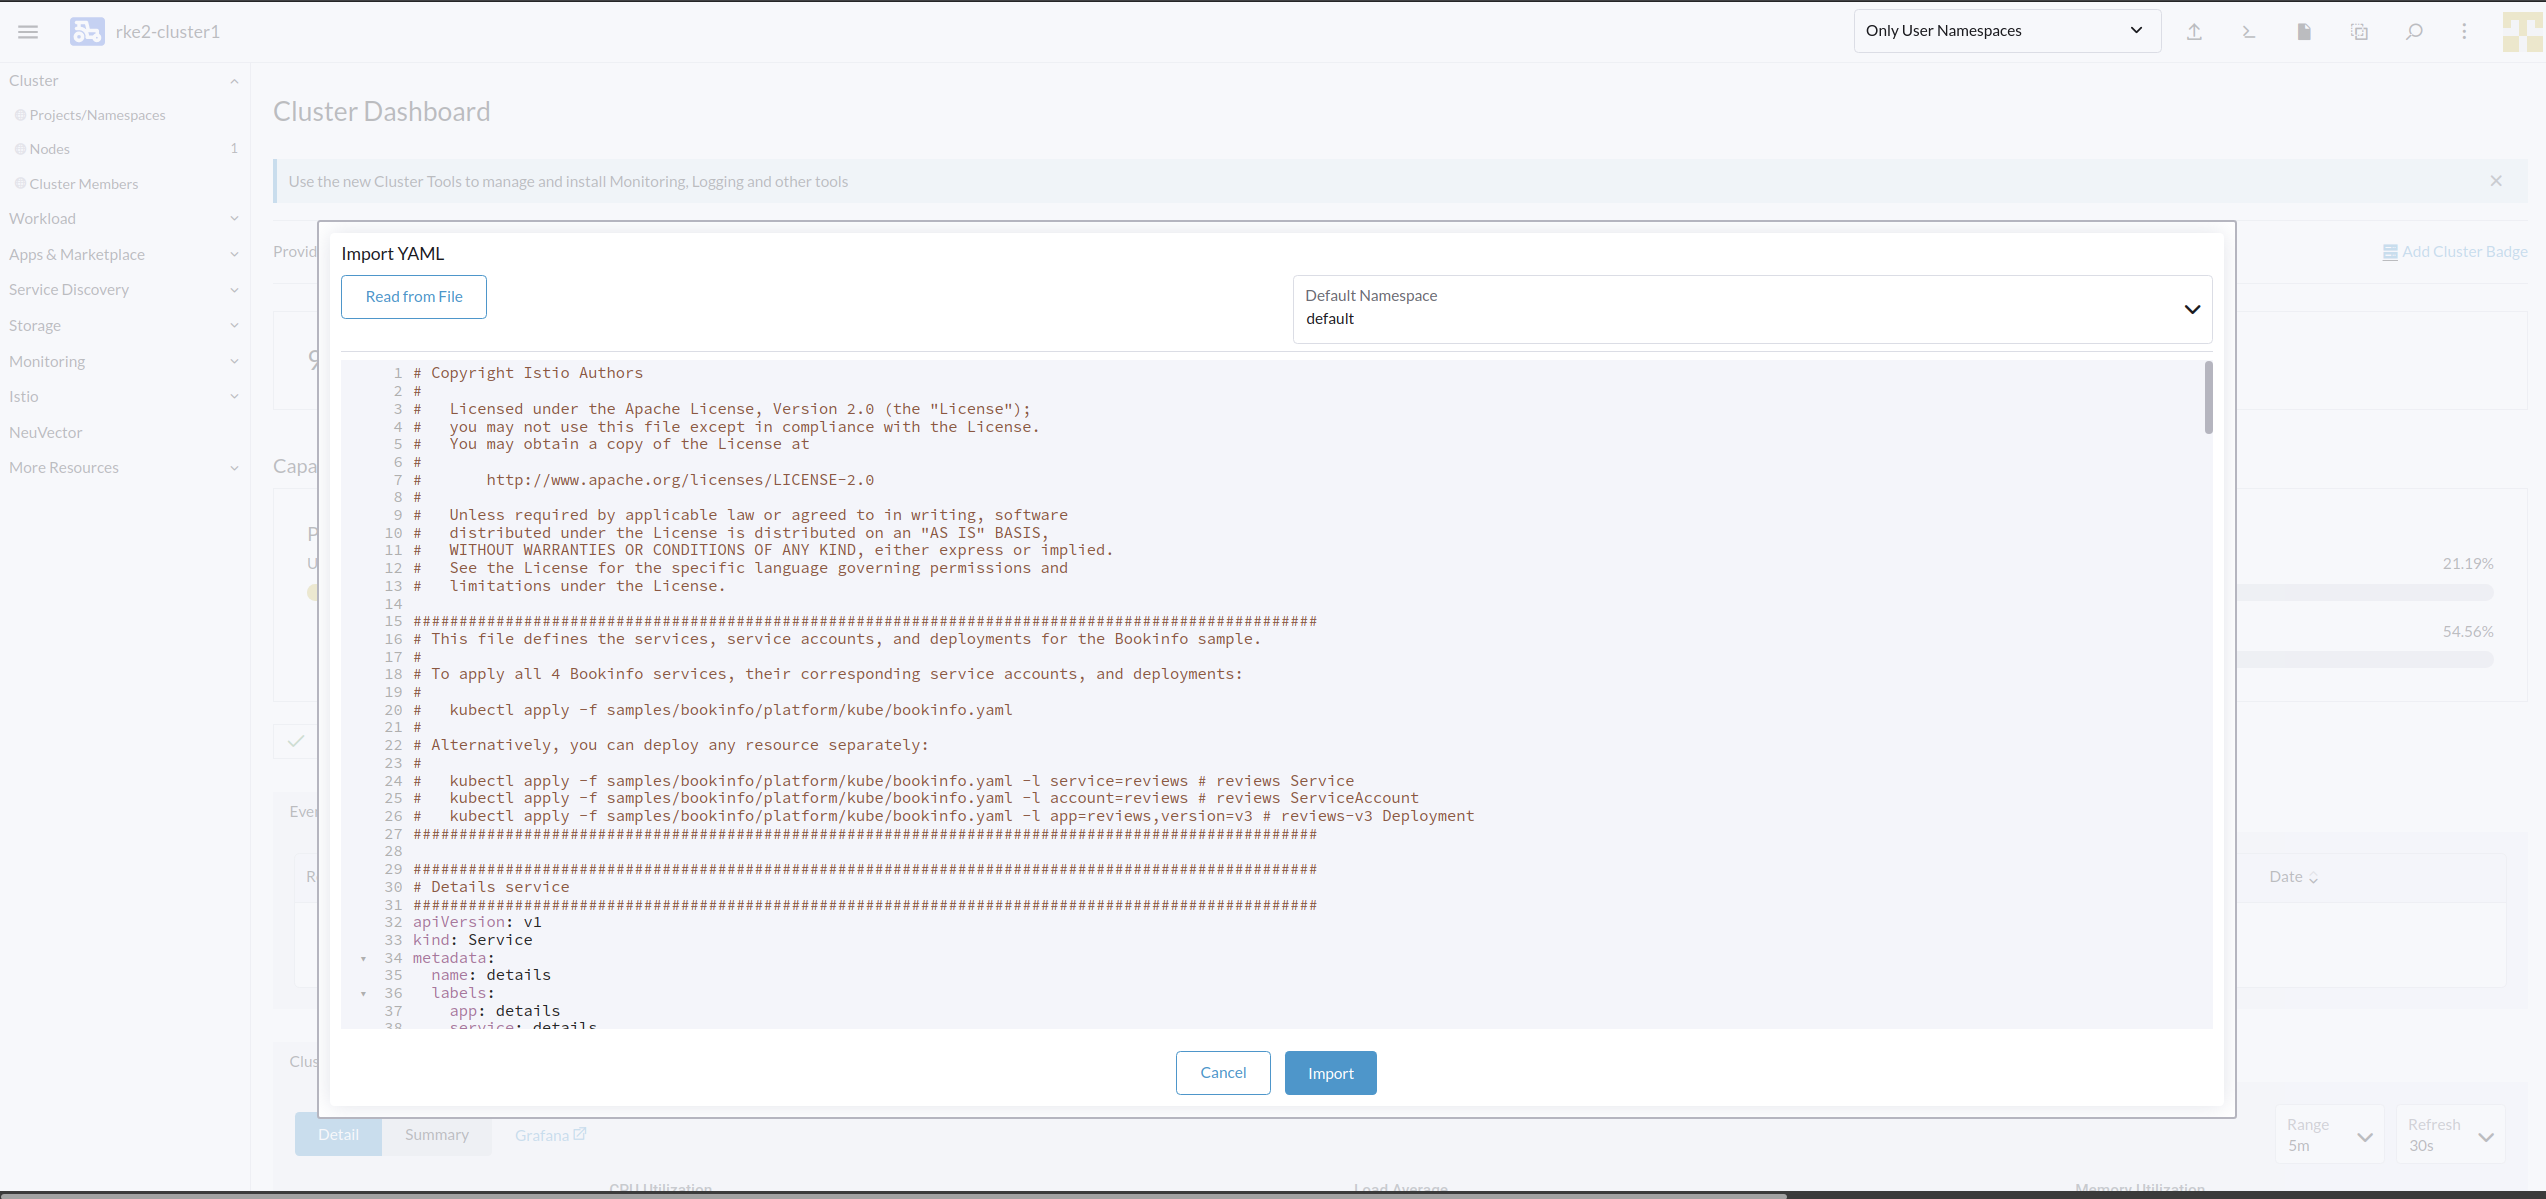 rke2-cluster1
Only User Namespaces
Cluster
Projects/Namespaces
Nodes 1
Cluster Members
Workload
Apps & Marketplace
Service Discovery
Storage
Monitoring
Istio
NeuVector
More Resources
Cluster Dashboard
Use the new Cluster Tools to manage and install Monitoring, Logging and other tools
Provid
Add Cluster Badge
Capa
21.19%
54.56%
Even
Date
Clus
Import YAML
Read from File
Default Namespace
default
1 # Copyright Istio Authors
2 #
3 #   Licensed under the Apache License, Version 2.0 (the "License");
4 #   you may not use this file except in compliance with the License.
5 #   You may obtain a copy of the License at
6 #
7 #       http://www.apache.org/licenses/LICENSE-2.0
8 #
9 #   Unless required by applicable law or agreed to in writing, software
10 #   distributed under the License is distributed on an "AS IS" BASIS,
11 #   WITHOUT WARRANTIES OR CONDITIONS OF ANY KIND, either express or implied.
12 #   See the License for the specific language governing permissions and
13 #   limitations under the License.
14
15 ##################################################################################################
16 # This file defines the services, service accounts, and deployments for the Bookinfo sample.
17 #
18 # To apply all 4 Bookinfo services, their corresponding service accounts, and deployments:
19 #
20 #   kubectl apply -f samples/bookinfo/platform/kube/bookinfo.yaml
21 #
22 # Alternatively, you can deploy any resource separately:
23 #
24 #   kubectl apply -f samples/bookinfo/platform/kube/bookinfo.yaml -l service=reviews # reviews Service
25 #   kubectl apply -f samples/bookinfo/platform/kube/bookinfo.yaml -l account=reviews # reviews ServiceAccount
26 #   kubectl apply -f samples/bookinfo/platform/kube/bookinfo.yaml -l app=reviews,version=v3 # reviews-v3 Deployment
27 ##################################################################################################
28
29 ##################################################################################################
30 # Details service
31 ##################################################################################################
32 apiVersion: v1
33 kind: Service
34 metadata:
35   name: details
36   labels:
37     app: details
38     service: details
Cancel
Import
Detail
Summary
Grafana
Range
5m
Refresh
30s
CPU Utilization
Load Average
Memory Utilization